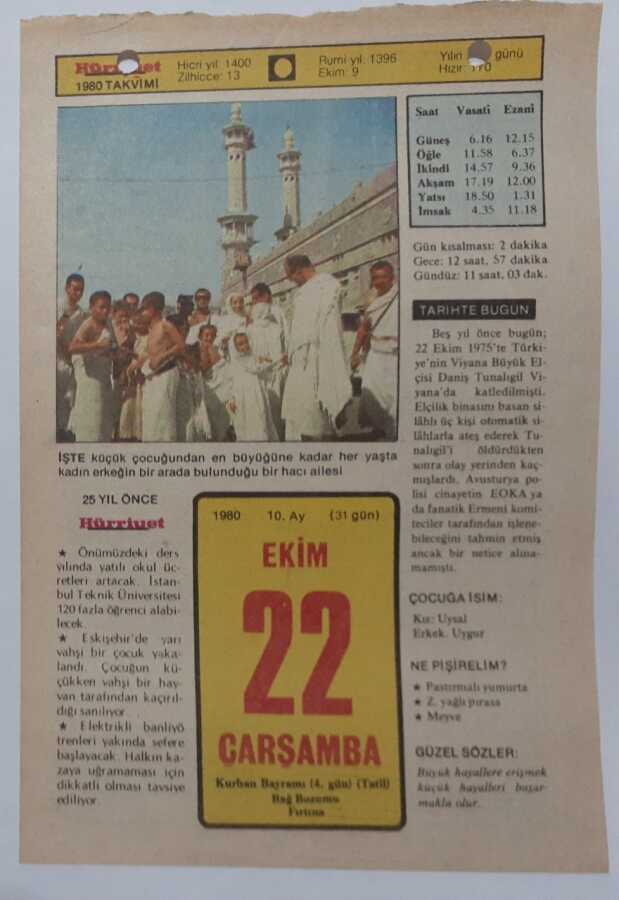 Hürriyet
1980 TAKVİMİ
Hicri yıl: 1400
Zilhicce: 13
Rumi yıl: 1396
Ekim: 9
Yılın günü
Hızır:
Saat Vasati Ezani
Güneş 6.16 12.15
Öğle 11.58 6.37
İkindi 14.57 9.36
Akşam 17.19 12.00
Yatsı 18.50 1.31
İmsak 4.35 11.18
Gün kısalması: 2 dakika
Gece: 12 saat, 57 dakika
Gündüz: 11 saat, 03 dak.
TARİHTE BUGÜN
Beş yıl önce bugün;
22 Ekim 1975'te Türki-
ye'nin Viyana Büyük El-
çisi Daniş Tunalıgil Vi-
yana'da katledilmişti.
Elçilik binasını basan si-
lâhlı üç kişi otomatik si-
lâhlarla ateş ederek Tu-
nalıgil'i öldürdükten
sonra olay yerinden kaç-
mışlardı. Avusturya po-
lisi cinayetin EOKA ya
da fanatik Ermeni komi-
teciler tarafından işlene-
bileceğini tahmin etmiş
ancak bir netice alına-
mamıştı.
ÇOCUĞA İSİM:
Kız: Uysal
Erkek. Uygur
NE PİŞİRELİM?
★ Pastırmalı yumurta
★ Z. yağlı pırasa
★ Meyve
GÜZEL SÖZLER:
Büyük hayallere erişmek
küçük hayalleri başar-
makla olur.
İŞTE küçük çocuğundan en büyüğüne kadar her yaşta
kadın erkeğin bir arada bulunduğu bir hacı ailesi
25 YIL ÖNCE
Hürriyet
★ Önümüzdeki ders
yılında yatılı okul üc-
retleri artacak. İstan-
bul Teknik Üniversitesi
120 fazla öğrenci alabi-
lecek.
★ Eskişehir'de yarı
vahşi bir çocuk yaka-
landı. Çocuğun kü-
çükken vahşi bir hay-
van tarafından kaçırıl-
dığı sanılıyor...
★ Elektrikli banliyö
trenleri yakında sefere
başlayacak. Halkın ka-
zaya uğramaması için
dikkatli olması tavsiye
ediliyor.
1980 10. Ay (31 gün)
EKİM
22
ÇARŞAMBA
Kurban Bayramı (4. gün) (Tatil)
Bağ Bozumu
Fırtına